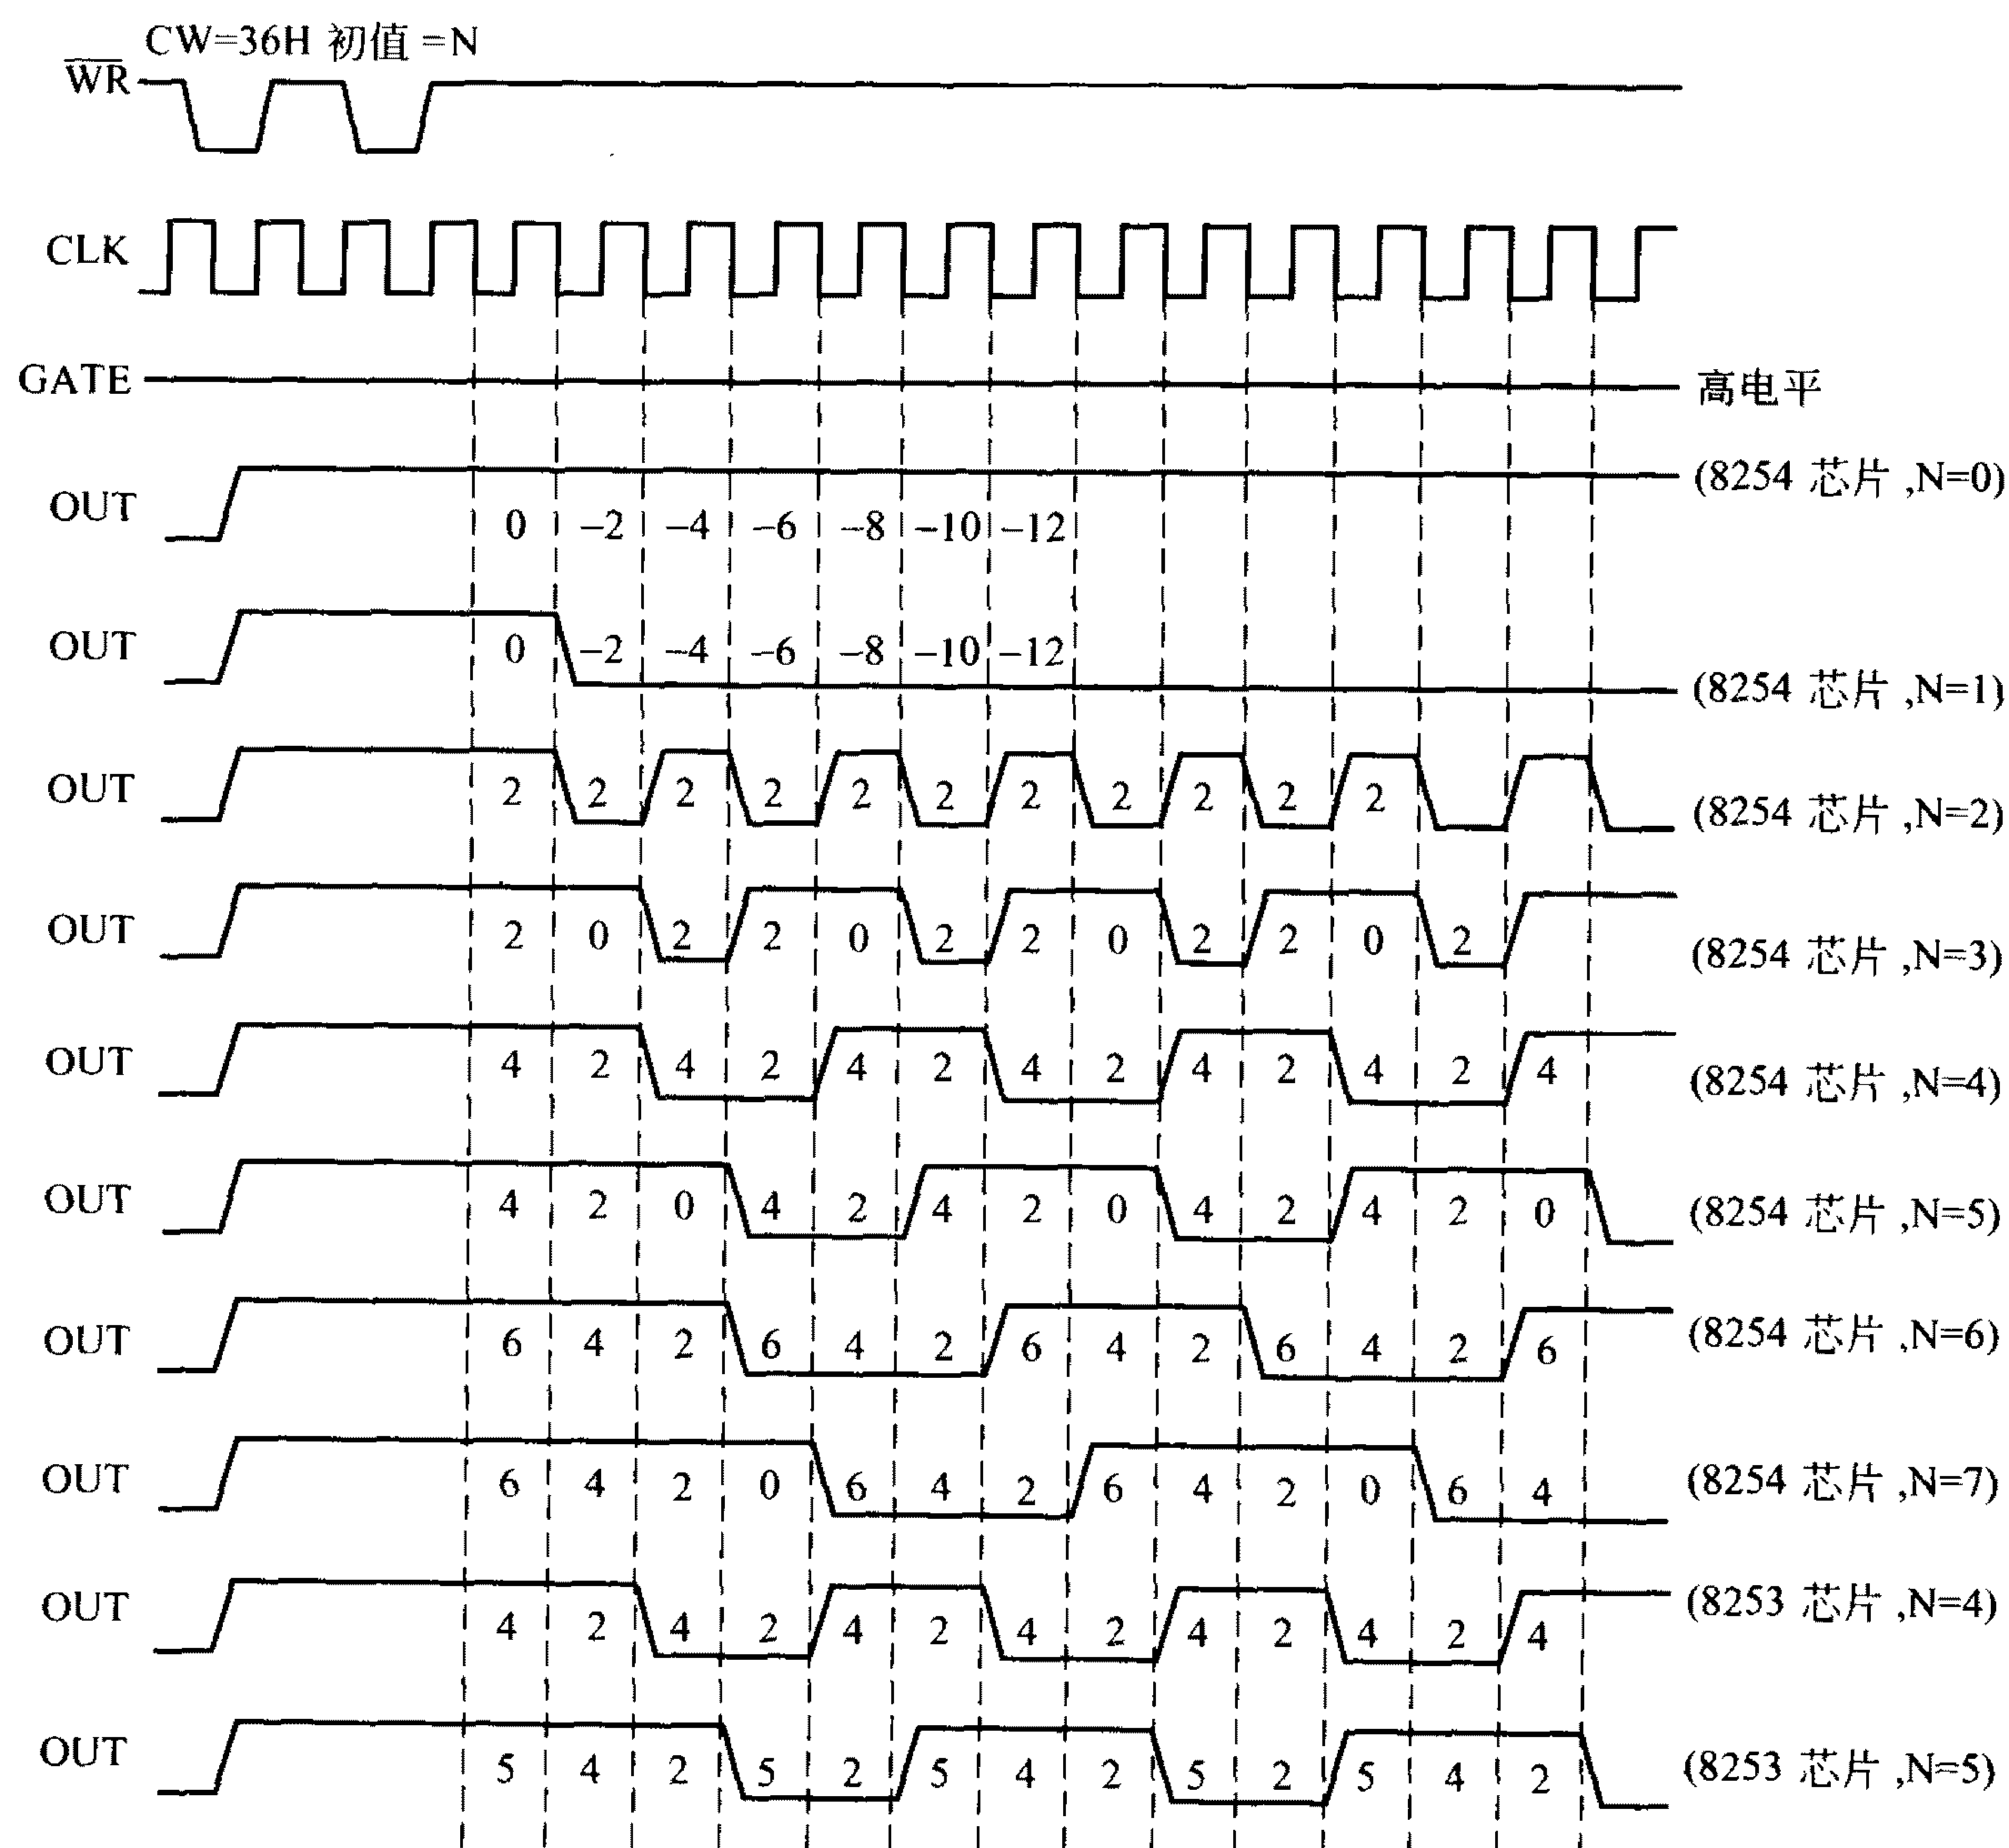 CW=36H 初值 =N
WR
CLK
GATE 高电平
OUT 0 -2 -4 -6 -8 -10 -12 (8254 芯片 ,N=0)
OUT 0 -2 -4 -6 -8 -10 -12 (8254 芯片 ,N=1)
OUT 2 2 2 2 2 2 2 2 2 2 2 (8254 芯片 ,N=2)
OUT 2 0 2 2 0 2 2 0 2 2 0 2 (8254 芯片 ,N=3)
OUT 4 2 4 2 4 2 4 2 4 2 4 2 4 (8254 芯片 ,N=4)
OUT 4 2 0 4 2 4 2 0 4 2 4 2 0 (8254 芯片 ,N=5)
OUT 6 4 2 6 4 2 6 4 2 6 4 2 6 (8254 芯片 ,N=6)
OUT 6 4 2 0 6 4 2 6 4 2 0 6 4 (8254 芯片 ,N=7)
OUT 4 2 4 2 4 2 4 2 4 2 4 2 4 (8253 芯片 ,N=4)
OUT 5 4 2 5 2 5 4 2 5 2 5 4 2 (8253 芯片 ,N=5)